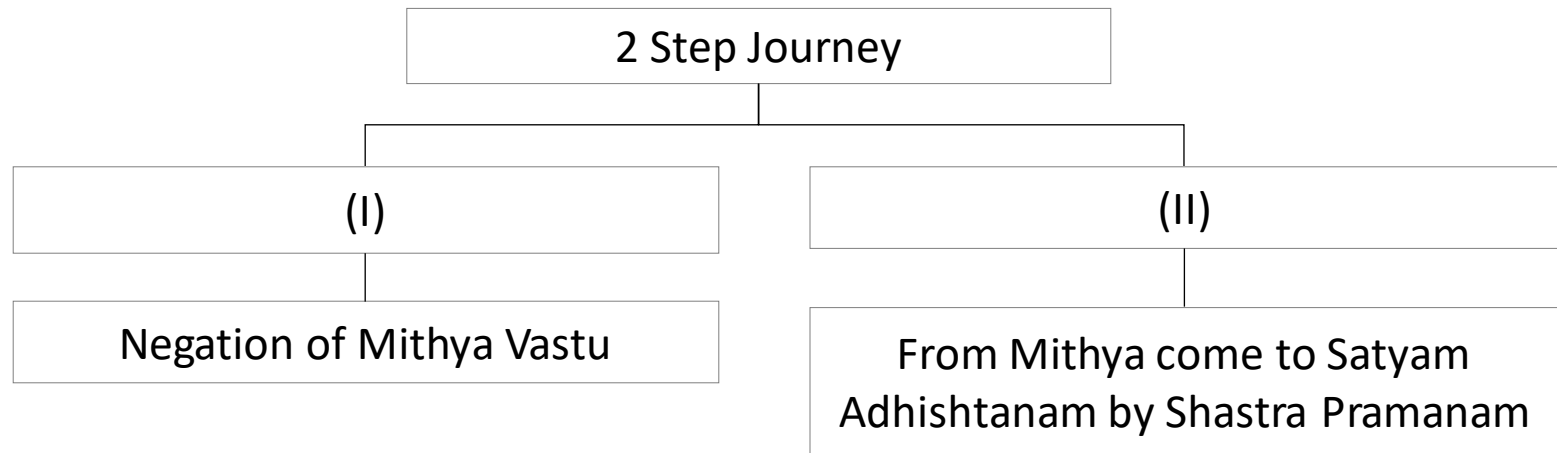 2 Step Journey
(I)
(II)
Negation of Mithya Vastu
From Mithya come to Satyam
Adhishtanam by Shastra Pramanam